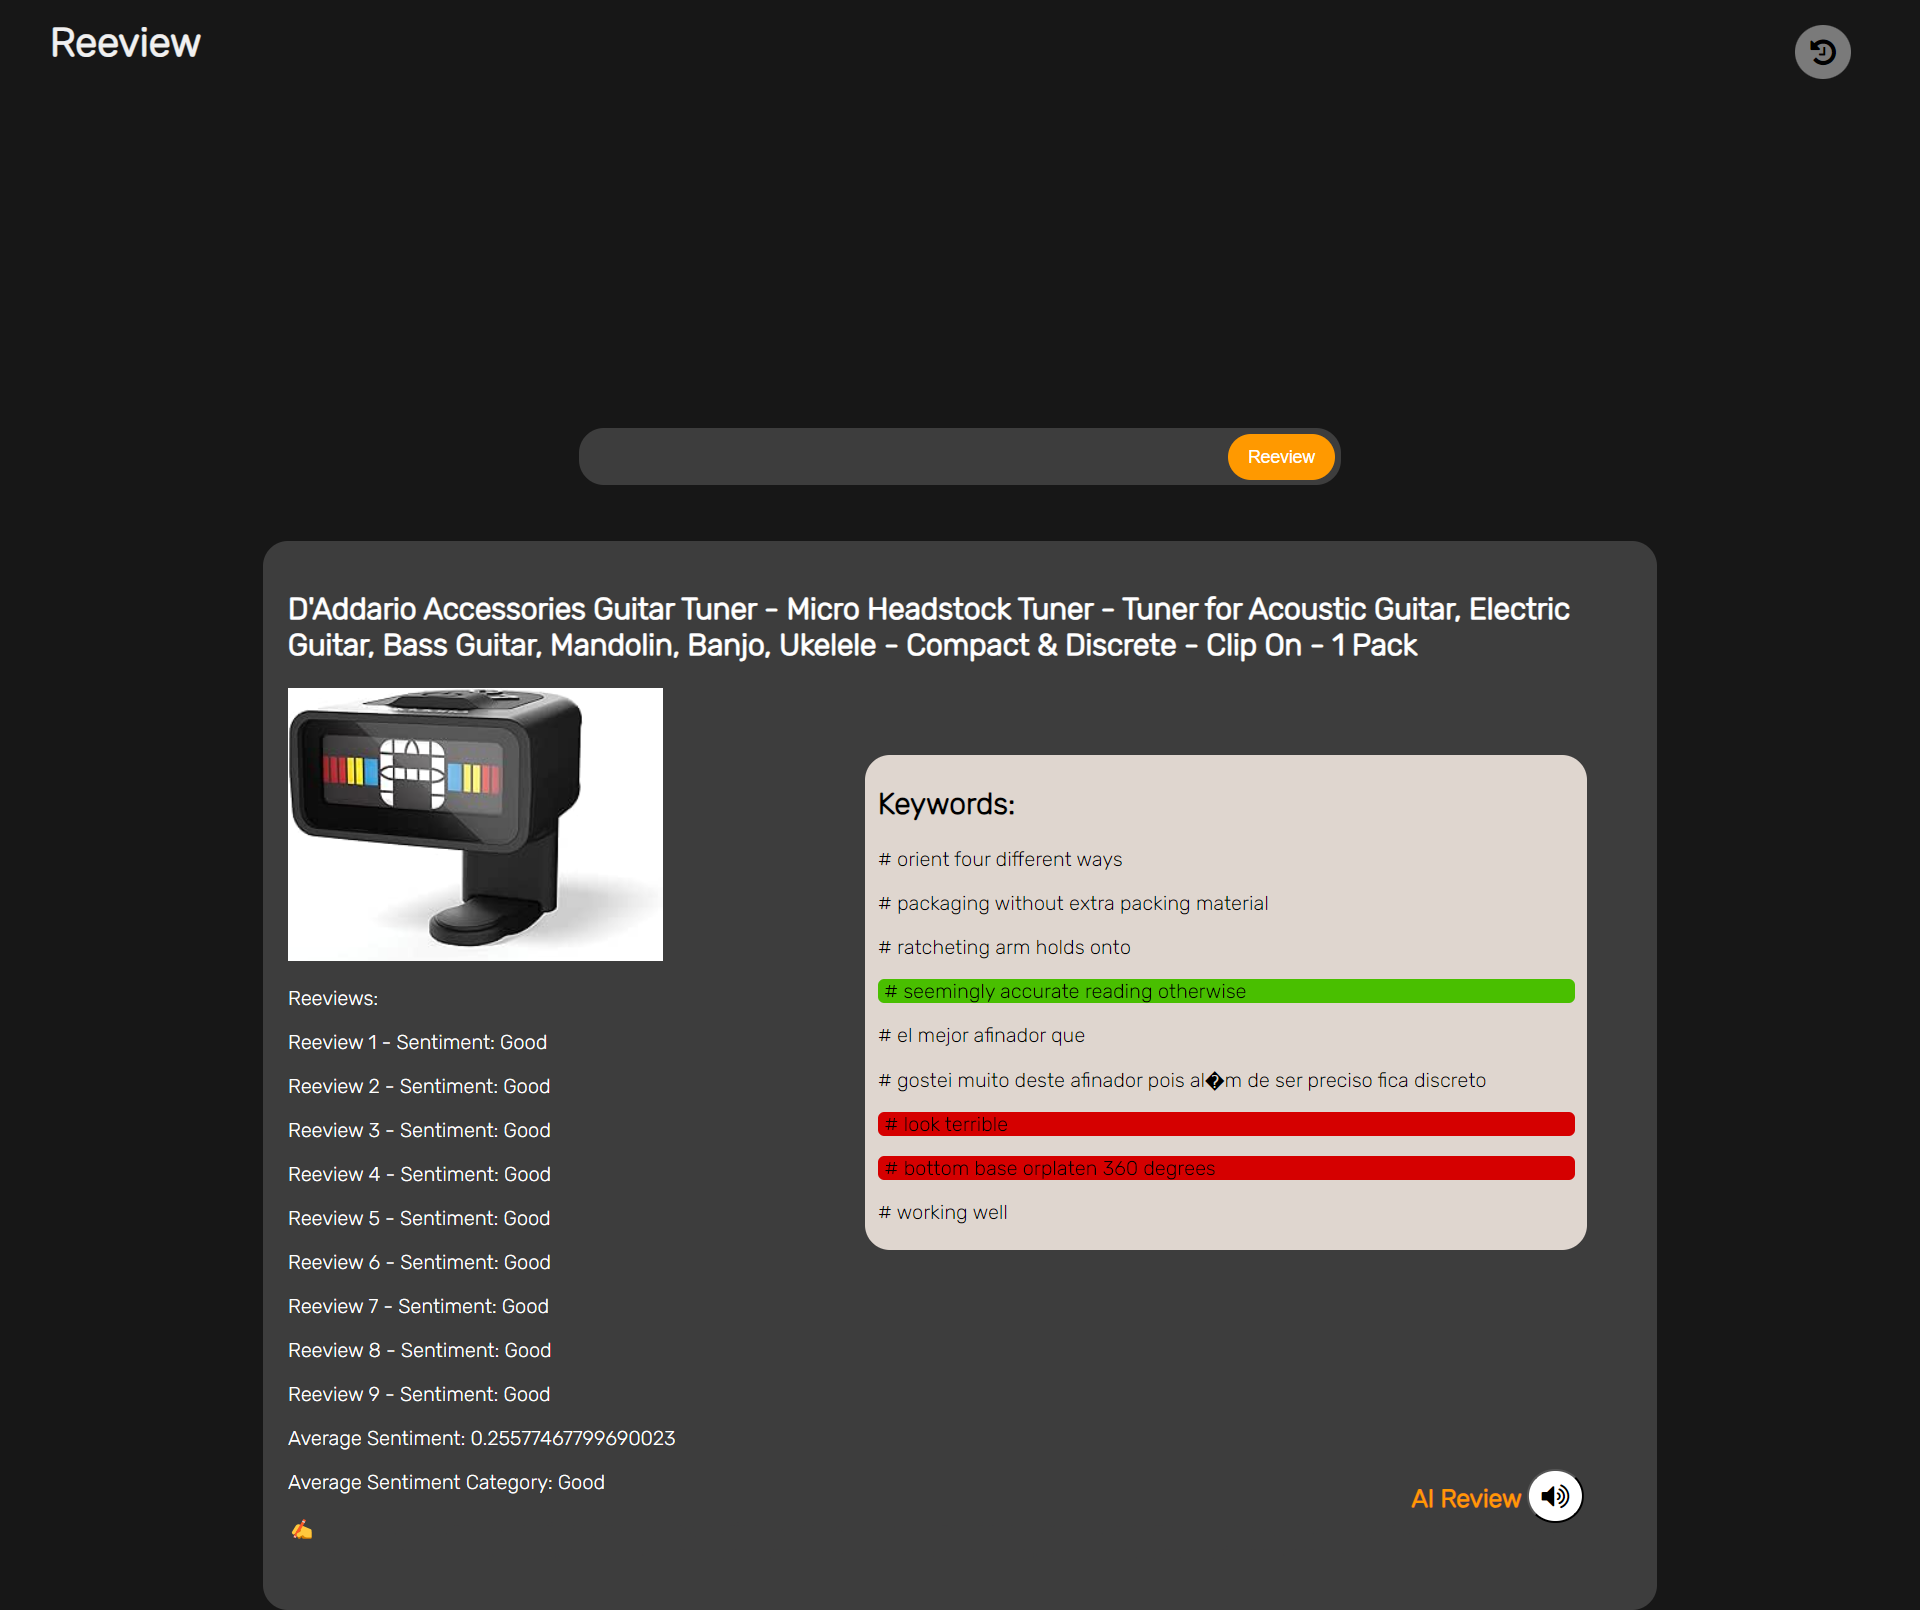 Reeview
Reeview
D'Addario Accessories Guitar Tuner - Micro Headstock Tuner - Tuner for Acoustic Guitar, Electric
Guitar, Bass Guitar, Mandolin, Banjo, Ukelele - Compact & Discrete - Clip On - 1 Pack
Reeviews:
Reeview 1 - Sentiment: Good
Reeview 2 - Sentiment: Good
Reeview 3 - Sentiment: Good
Reeview 4 - Sentiment: Good
Reeview 5 - Sentiment: Good
Reeview 6 - Sentiment: Good
Reeview 7 - Sentiment: Good
Reeview 8 - Sentiment: Good
Reeview 9 - Sentiment: Good
Average Sentiment: 0.25577467799690023
Average Sentiment Category: Good
✍
Keywords:
# orient four different ways
# packaging without extra packing material
# ratcheting arm holds onto
# seemingly accurate reading otherwise
# el mejor afinador que
# gostei muito deste afinador pois al�m de ser preciso fica discreto
# look terrible
# bottom base orplaten 360 degrees
# working well
AI Review